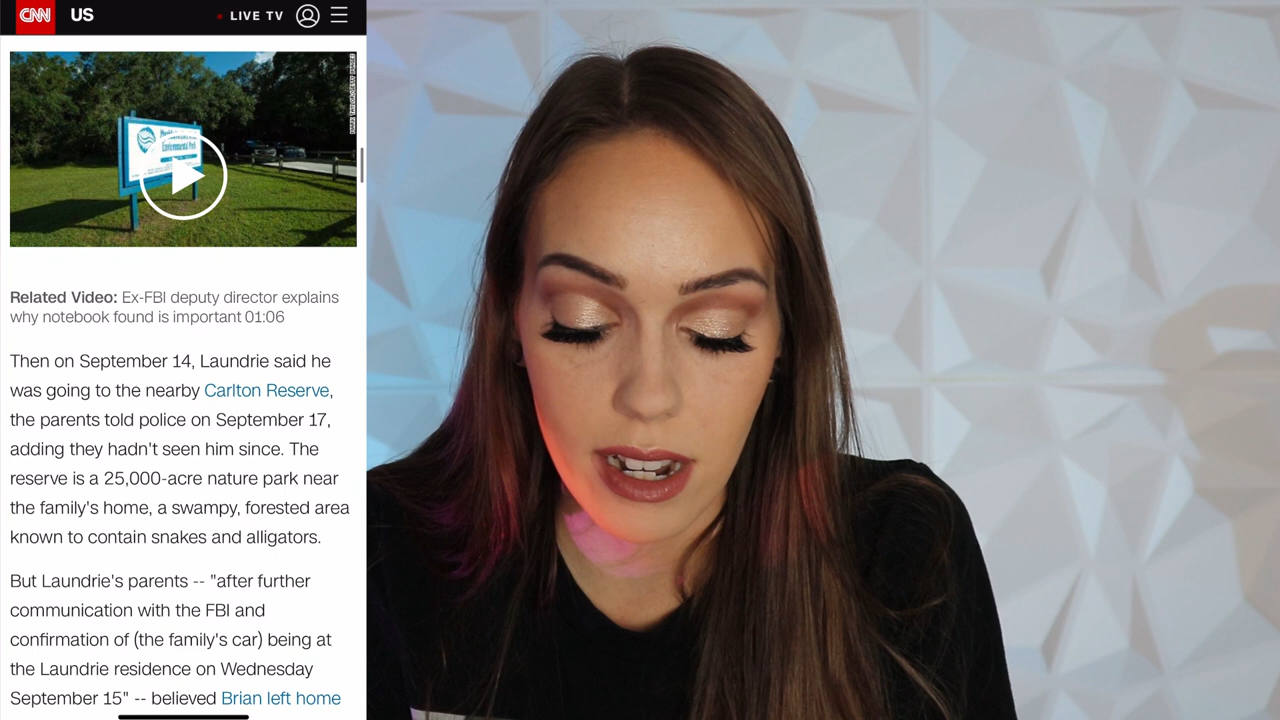 CNN US LIVE TV
Environmental Park
Related Video: Ex-FBI deputy director explains
why notebook found is important 01:06
Then on September 14, Laundrie said he
was going to the nearby Carlton Reserve,
the parents told police on September 17,
adding they hadn't seen him since. The
reserve is a 25,000-acre nature park near
the family's home, a swampy, forested area
known to contain snakes and alligators.
But Laundrie's parents -- "after further
communication with the FBI and
confirmation of (the family's car) being at
the Laundrie residence on Wednesday
September 15" -- believed Brian left home